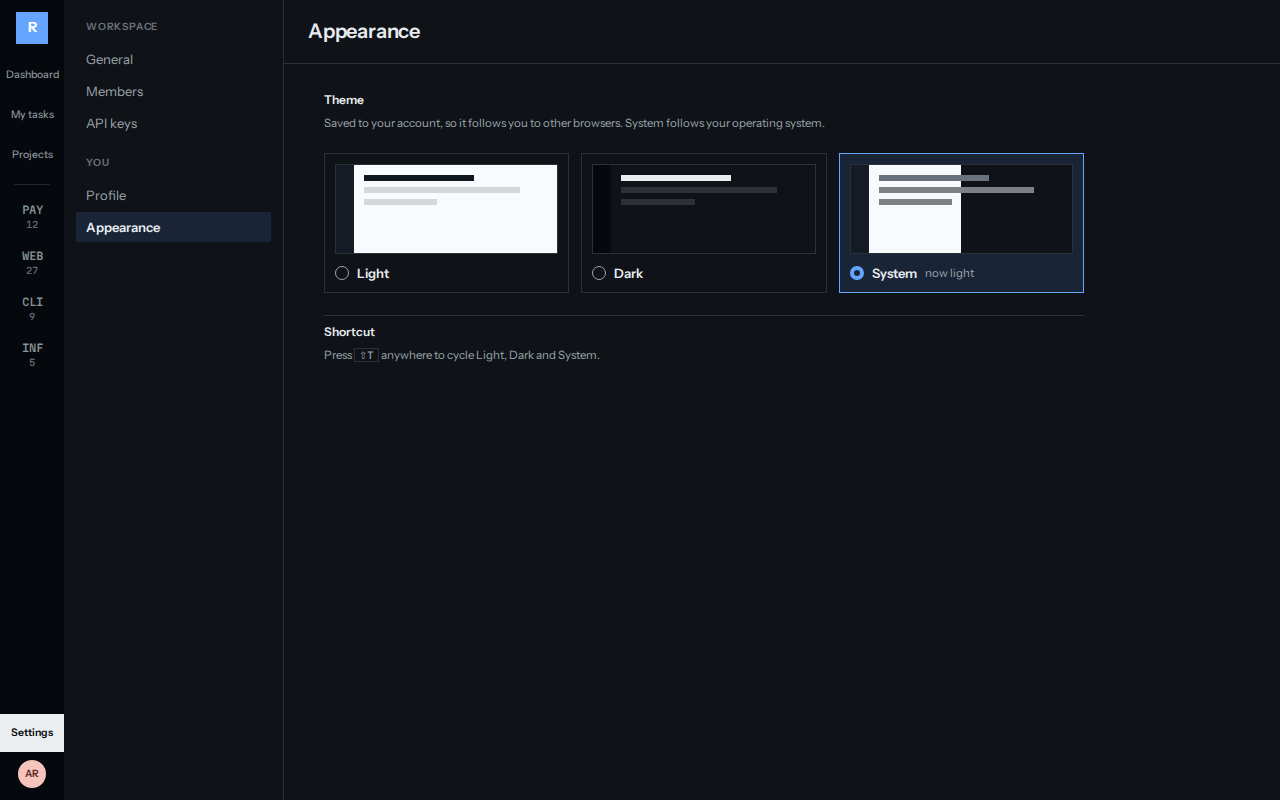 R
Dashboard
My tasks
Projects
PAY
12
WEB
27
CLI
9
INF
5
Settings
AR
WORKSPACE
General
Members
API keys
YOU
Profile
Appearance
Appearance
Theme
Saved to your account, so it follows you to other browsers. System follows your operating system.
Light
Dark
System now light
Shortcut
Press ⇧T anywhere to cycle Light, Dark and System.